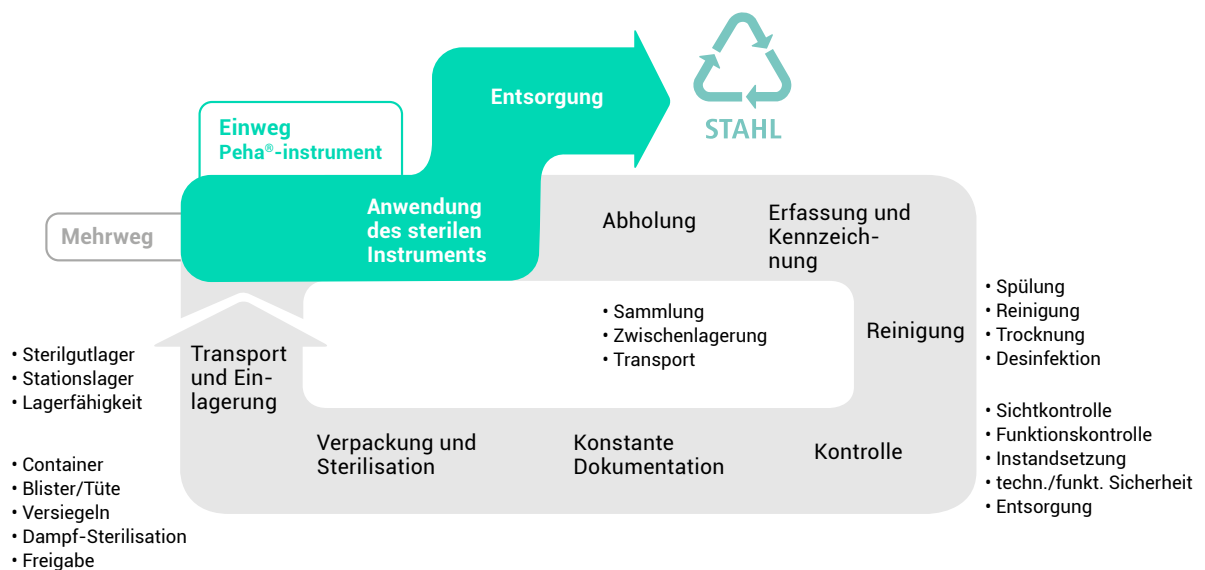 Entsorgung
STAHL
Einweg
Peha®-instrument
Mehrweg
Anwendung
des sterilen
Instruments
Abholung
Erfassung und
Kennzeich-
nung
• Sammlung
• Zwischenlagerung
• Transport
Reinigung
• Spülung
• Reinigung
• Trocknung
• Desinfektion
Kontrolle
• Sichtkontrolle
• Funktionskontrolle
• Instandsetzung
• techn./funkt. Sicherheit
• Entsorgung
Konstante
Dokumentation
Verpackung und
Sterilisation
• Container
• Blister/Tüte
• Versiegeln
• Dampf-Sterilisation
• Freigabe
Transport
und Ein-
lagerung
• Sterilgutlager
• Stationslager
• Lagerfähigkeit